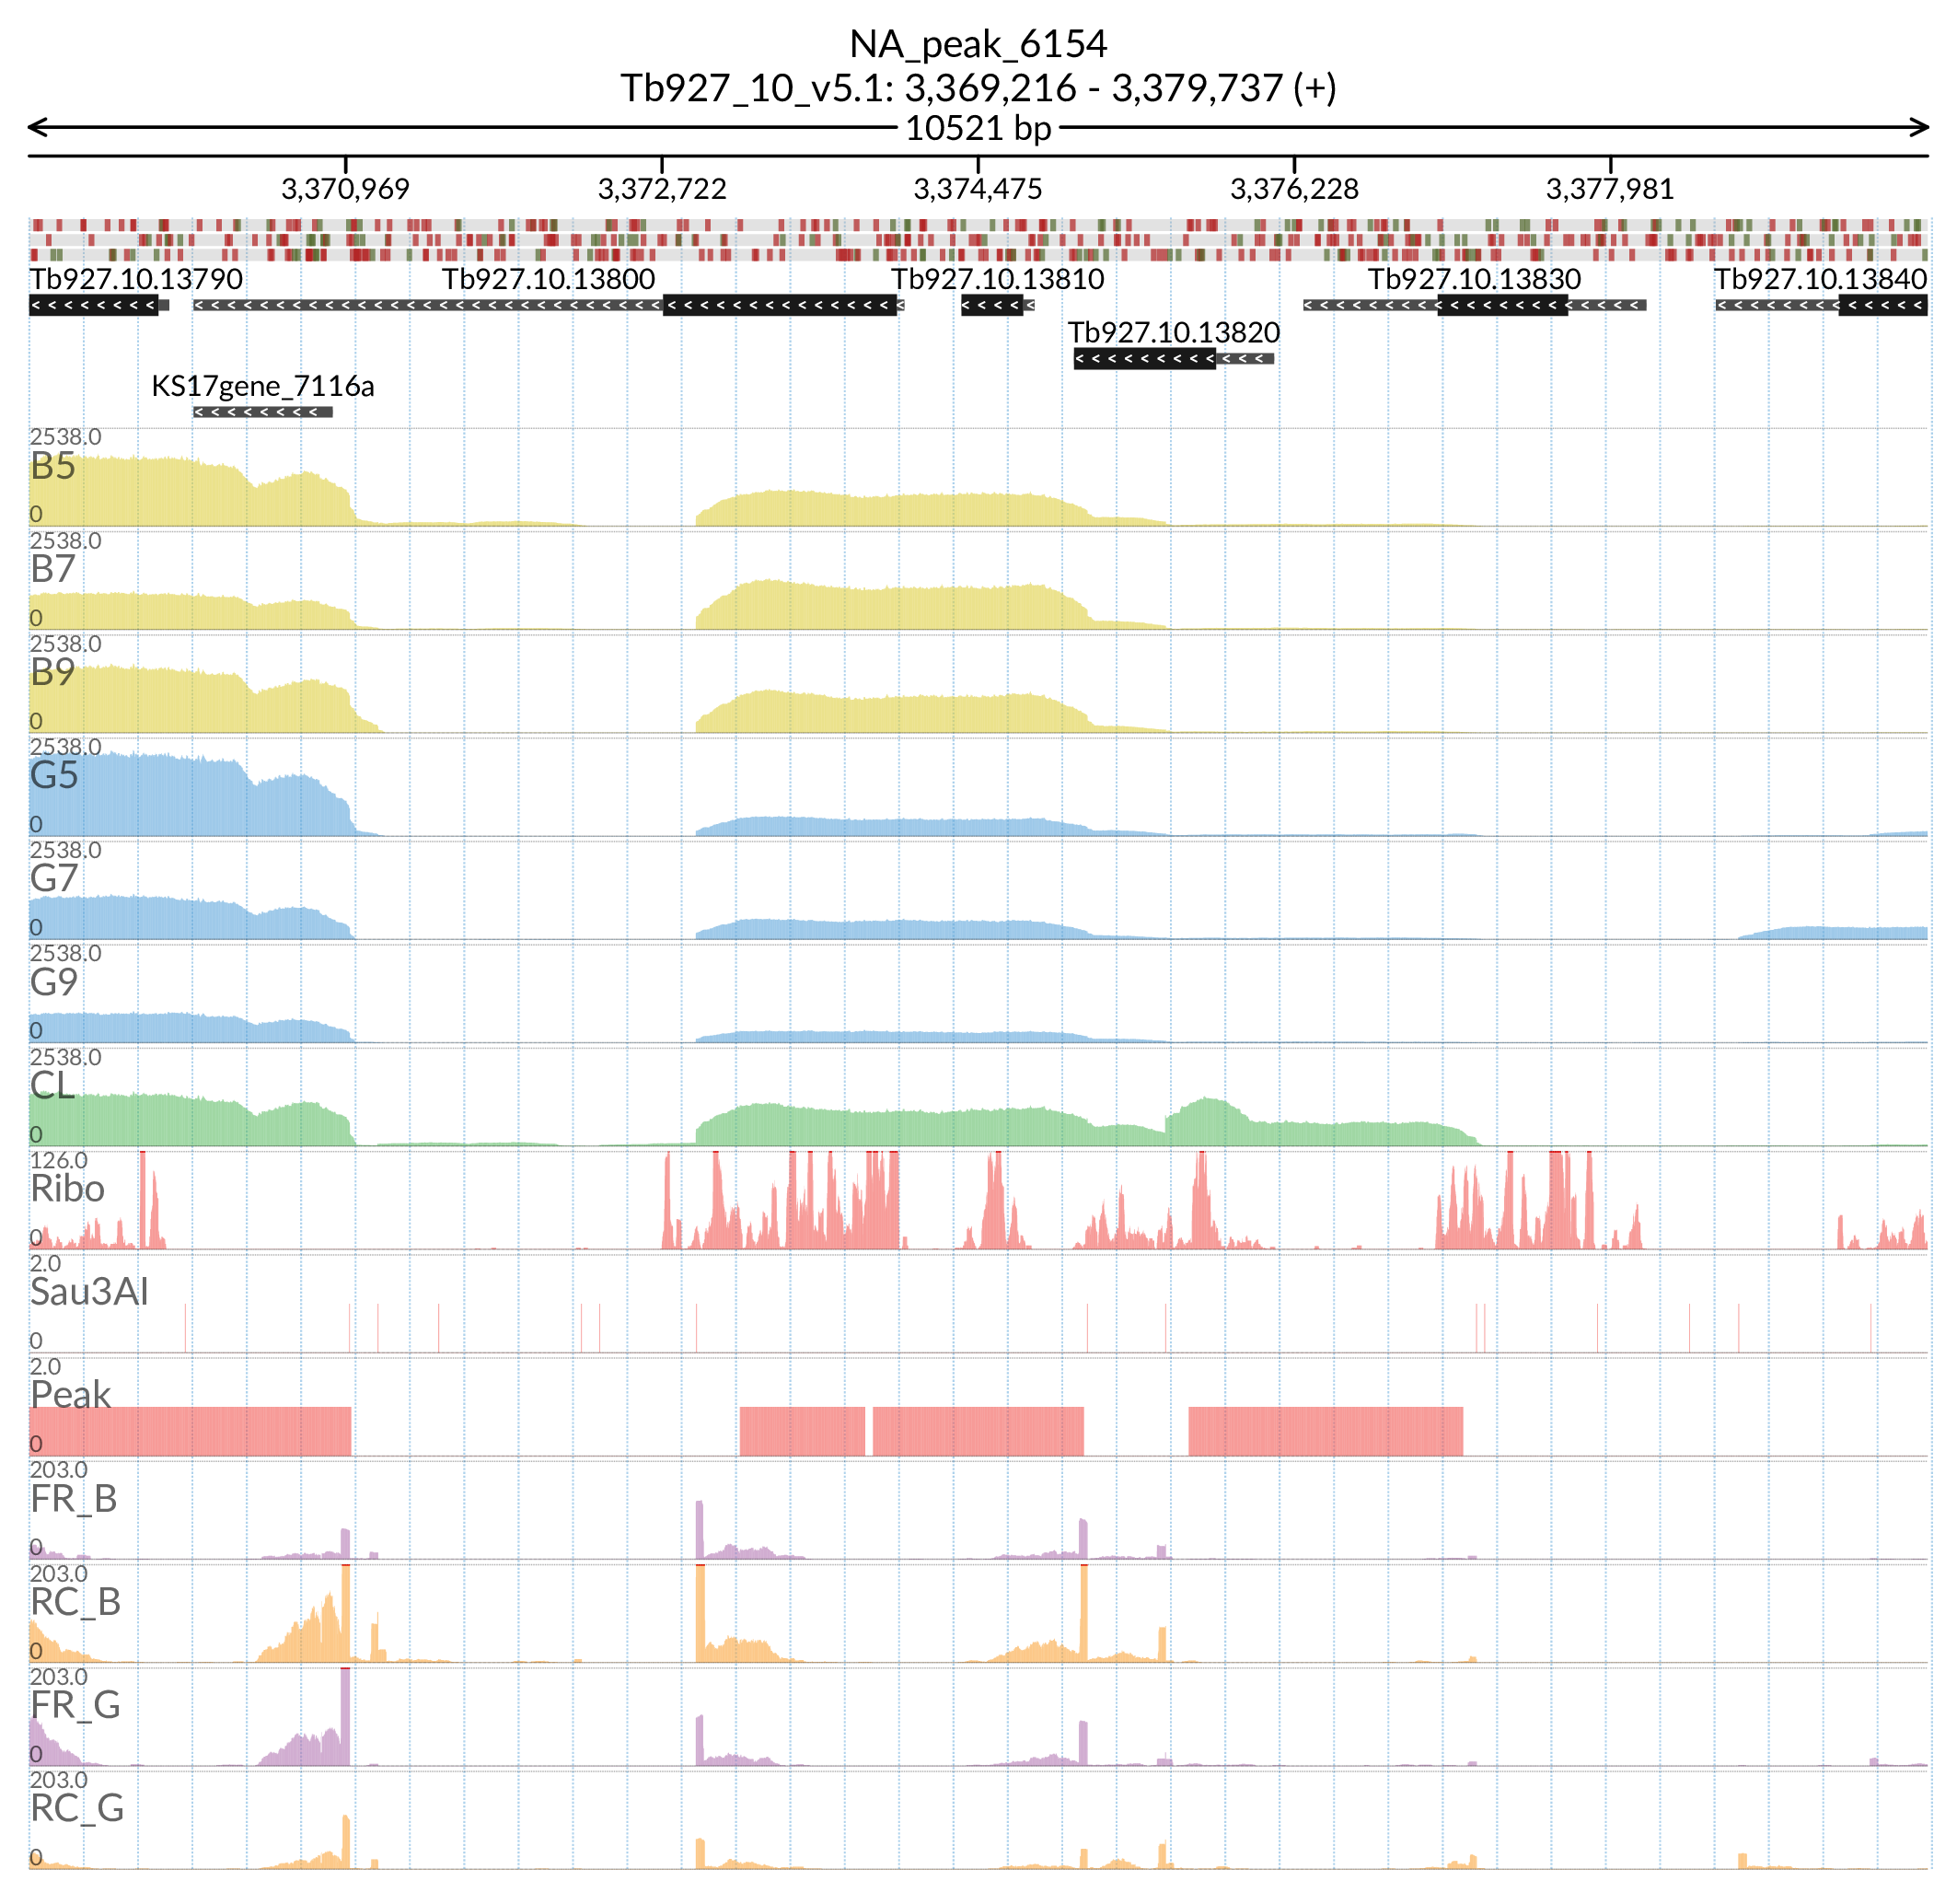 NA_peak_6154
Tb927_10_v5.1: 3,369,216 - 3,379,737 (+)
10521 bp
3,370,969 3,372,722 3,374,475 3,376,228 3,377,981
Tb927.10.13790 Tb927.10.13800 Tb927.10.13810 Tb927.10.13830 Tb927.10.13840
Tb927.10.13820
KS17gene_7116a
2538.0
B5
0
2538.0
B7
0
2538.0
B9
0
2538.0
G5
0
2538.0
G7
0
2538.0
G9
0
2538.0
CL
0
126.0
Ribo
0
2.0
Sau3AI
0
2.0
Peak
0
203.0
FR_B
0
203.0
RC_B
0
203.0
FR_G
0
203.0
RC_G
0